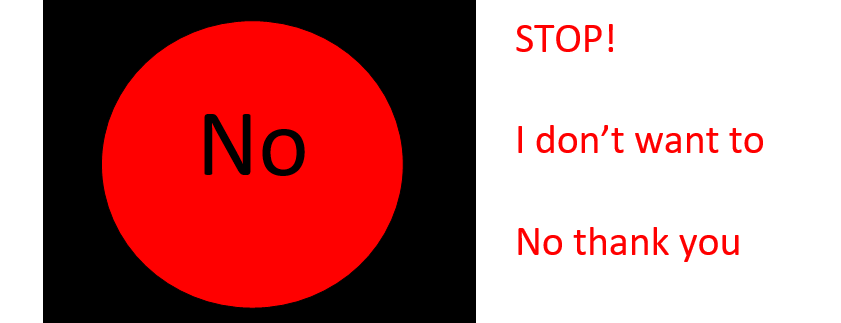 No
STOP!
I don’t want to
No thank you